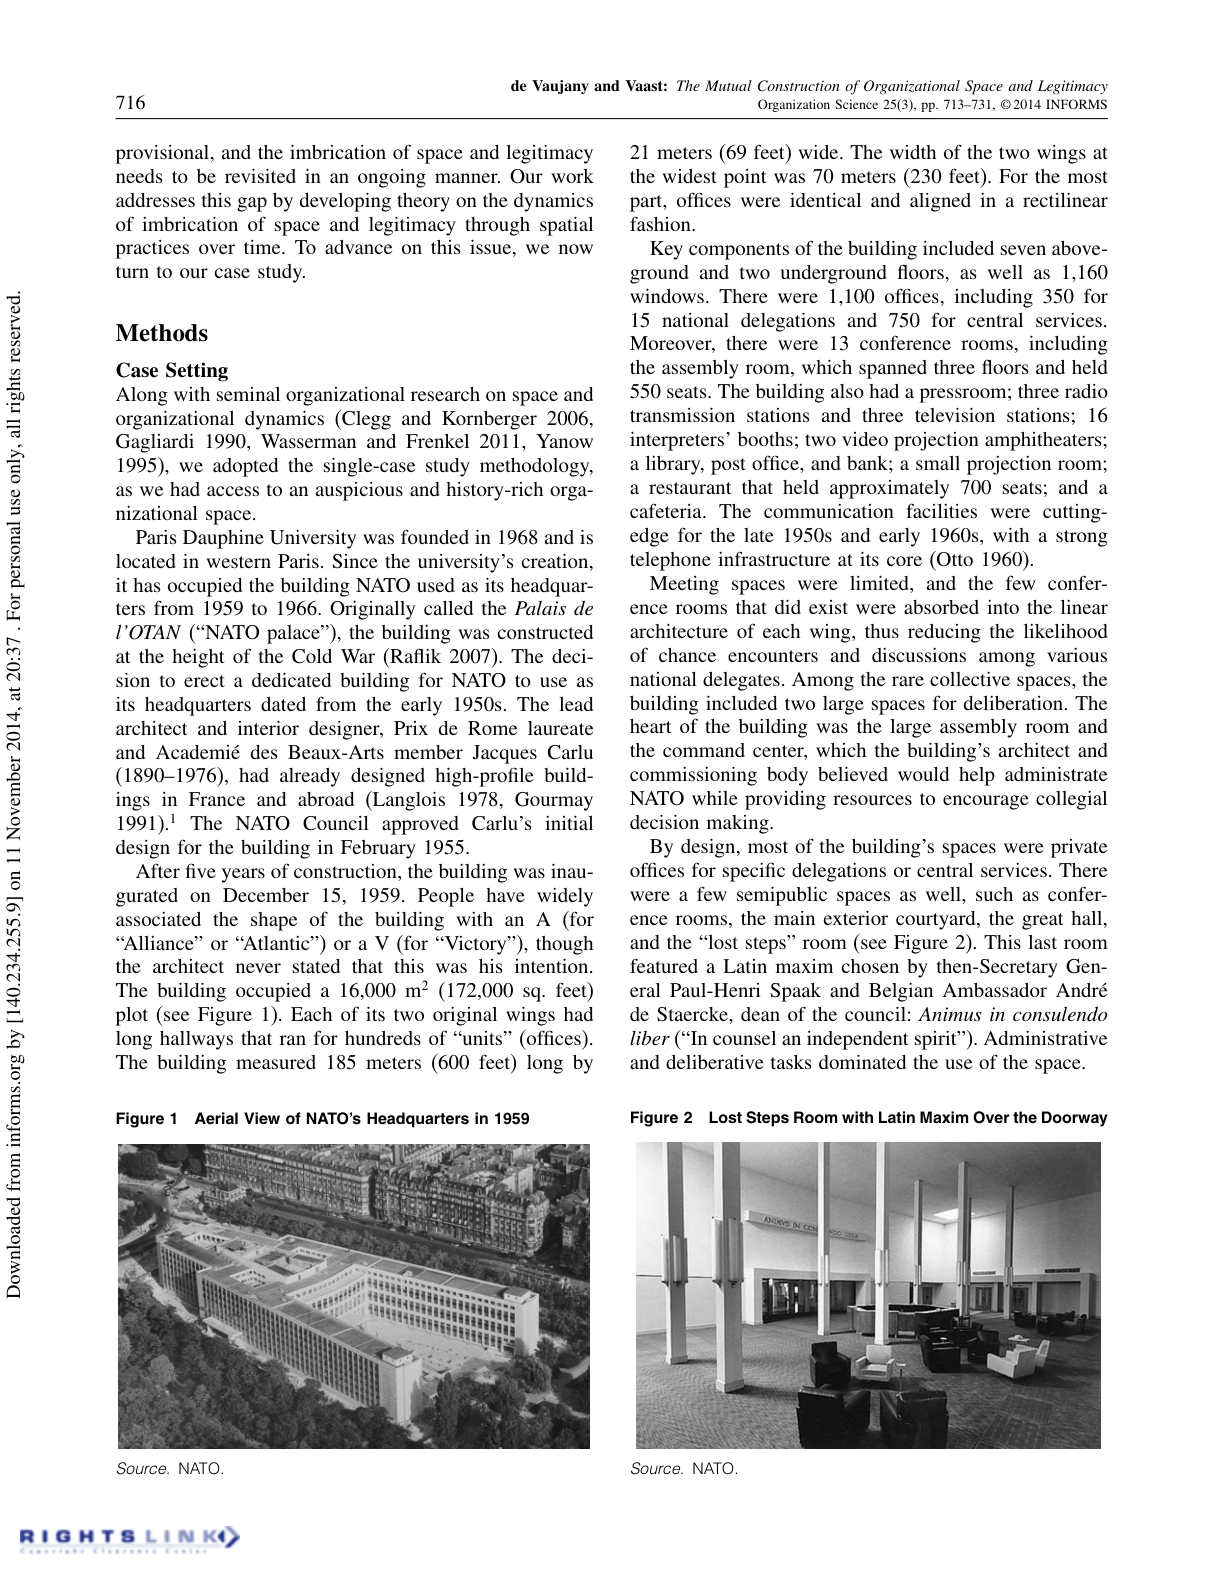 716
de Vaujany and Vaast: The Mutual Construction of Organizational Space and Legitimacy
Organization Science 25(3), pp. 713–731, © 2014 INFORMS
provisional, and the imbrication of space and legitimacy
needs to be revisited in an ongoing manner. Our work
addresses this gap by developing theory on the dynamics
of imbrication of space and legitimacy through spatial
practices over time. To advance on this issue, we now
turn to our case study.
Methods
Case Setting
Along with seminal organizational research on space and
organizational dynamics (Clegg and Kornberger 2006,
Gagliardi 1990, Wasserman and Frenkel 2011, Yanow
1995), we adopted the single-case study methodology,
as we had access to an auspicious and history-rich orga-
nizational space.
Paris Dauphine University was founded in 1968 and is
located in western Paris. Since the university's creation,
it has occupied the building NATO used as its headquar-
ters from 1959 to 1966. Originally called the Palais de
l'OTAN (“NATO palace”), the building was constructed
at the height of the Cold War (Raflik 2007). The deci-
sion to erect a dedicated building for NATO to use as
its headquarters dated from the early 1950s. The lead
architect and interior designer, Prix de Rome laureate
and Academié des Beaux-Arts member Jacques Carlu
(1890–1976), had already designed high-profile build-
ings in France and abroad (Langlois 1978, Gourmay
1991).1 The NATO Council approved Carlu's initial
design for the building in February 1955.
After five years of construction, the building was inau-
gurated on December 15, 1959. People have widely
associated the shape of the building with an A (for
“Alliance” or “Atlantic”) or a V (for “Victory”), though
the architect never stated that this was his intention.
The building occupied a 16,000 m2 (172,000 sq. feet)
plot (see Figure 1). Each of its two original wings had
long hallways that ran for hundreds of “units” (offices).
The building measured 185 meters (600 feet) long by
21 meters (69 feet) wide. The width of the two wings at
the widest point was 70 meters (230 feet). For the most
part, offices were identical and aligned in a rectilinear
fashion.
Key components of the building included seven above-
ground and two underground floors, as well as 1,160
windows. There were 1,100 offices, including 350 for
15 national delegations and 750 for central services.
Moreover, there were 13 conference rooms, including
the assembly room, which spanned three floors and held
550 seats. The building also had a pressroom; three radio
transmission stations and three television stations; 16
interpreters' booths; two video projection amphitheaters;
a library, post office, and bank; a small projection room;
a restaurant that held approximately 700 seats; and a
cafeteria. The communication facilities were cutting-
edge for the late 1950s and early 1960s, with a strong
telephone infrastructure at its core (Otto 1960).
Meeting spaces were limited, and the few confer-
ence rooms that did exist were absorbed into the linear
architecture of each wing, thus reducing the likelihood
of chance encounters and discussions among various
national delegates. Among the rare collective spaces, the
building included two large spaces for deliberation. The
heart of the building was the large assembly room and
the command center, which the building's architect and
commissioning body believed would help administrate
NATO while providing resources to encourage collegial
decision making.
By design, most of the building's spaces were private
offices for specific delegations or central services. There
were a few semipublic spaces as well, such as confer-
ence rooms, the main exterior courtyard, the great hall,
and the “lost steps” room (see Figure 2). This last room
featured a Latin maxim chosen by then-Secretary Gen-
eral Paul-Henri Spaak and Belgian Ambassador André
de Staercke, dean of the council: Animus in consulendo
liber (“In counsel an independent spirit”). Administrative
and deliberative tasks dominated the use of the space.
Figure 1 Aerial View of NATO's Headquarters in 1959
Source. NATO.
Figure 2 Lost Steps Room with Latin Maxim Over the Doorway
ANIMVS IN
Source. NATO.
Downloaded from informs.org by [140.234.255.9] on 11 November 2014, at 20:37 . For personal use only, all rights reserved.
RIGHTSLINK
Copyright Clearance Center